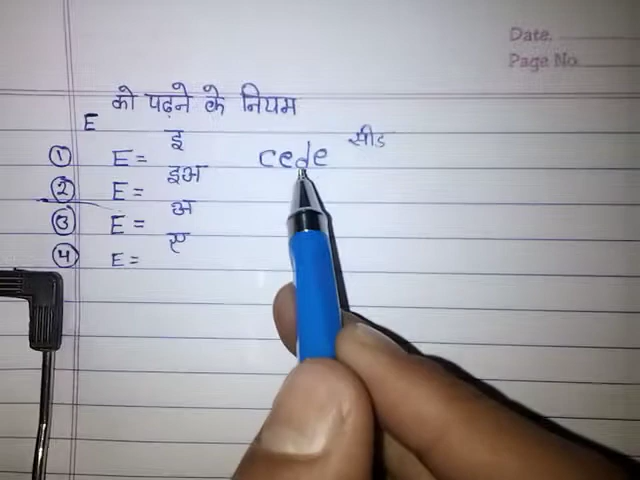 Date.
Page No.
को पढ़ने के नियम
E
① E = इ cede सीड
② E = इअ
③ E = अ
④ E = ए